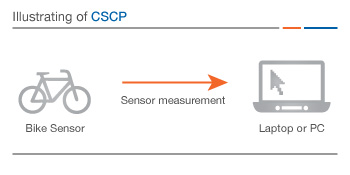 Illustrating of CSCP
Sensor measurement
Bike Sensor
Laptop or PC